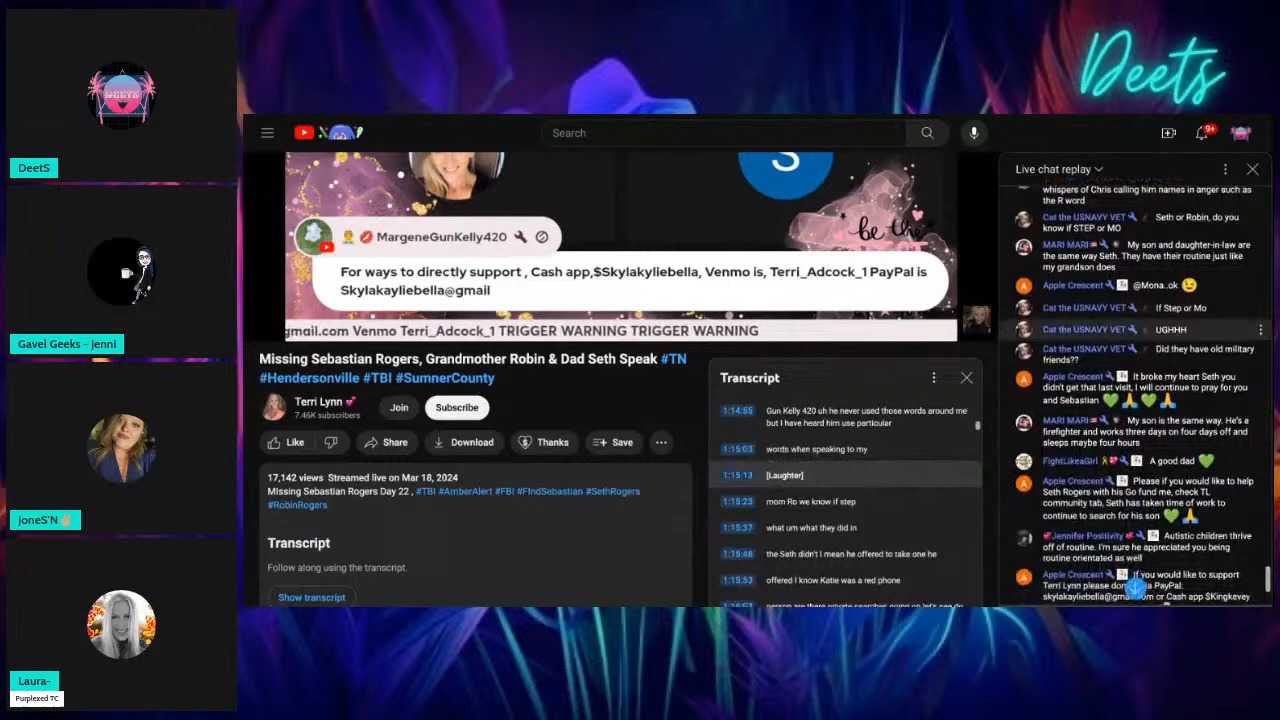 Deets
DeetS
Gavel Geeks - Jenni
JoneS'N
Laura-
Purplexed TC
Search
9+
S
be the
MargeneGunKelly420
For ways to directly support , Cash app,$Skylakyliebella, Venmo is, Terri_Adcock_1 PayPal is
Skylakayliebella@gmail
gmail.com Venmo Terri_Adcock_1 TRIGGER WARNING TRIGGER WARNING
Missing Sebastian Rogers, Grandmother Robin & Dad Seth Speak #TN
#Hendersonville #TBI #SumnerCounty
Terri Lynn
7.46K subscribers
Join
Subscribe
Like
Share
Download
Thanks
Save
17,142 views Streamed live on Mar 18, 2024
MIssing Sebastian Rogers Day 22 , #TBI #AmberAlert #FBI #FIndSebastian #SethRogers
#RobinRogers
Transcript
Follow along using the transcript.
Show transcript
Transcript
1:14:55 Gun Kelly 420 uh he never used those words around me
but I have heard him use particular
1:15:03 words when speaking to my
1:15:13 [Laughter]
1:15:23 mom Ro we know if step
1:15:37 what um what they did in
1:15:46 the Seth didn't I mean he offered to take one he
1:15:53 offered I know Katie was a red phone
person are there private searches going on let's see do
Live chat replay
whispers of Chris calling him names in anger such as
the R word
Cat the USNAVY VET Seth or Robin, do you
know if STEP or MO
MARI MARI My son and daughter-in-law are
the same way Seth. They have their routine just like
my grandson does
Apple Crescent @Mona..ok
Cat the USNAVY VET If Step or Mo
Cat the USNAVY VET UGHHH
Cat the USNAVY VET Did they have old military
friends??
Apple Crescent It broke my heart Seth you
didn't get that last visit, I will continue to pray for you
and Sebastian
MARI MARI My son is the same way. He's a
firefighter and works three days on four days off and
sleeps maybe four hours
FightLikeaGirl A good dad
Apple Crescent Please if you would like to help
Seth Rogers with his Go fund me, check TL
community tab, Seth has taken time of work to
continue to search for his son
Jennifer Positivity Autistic children thrive
off of routine. I'm sure he appreciated you being
routine orientated as well
Apple Crescent If you would like to support
Terri Lynn please don a PayPal:
skylakyliebella@gma or Cash app $Kingkevey